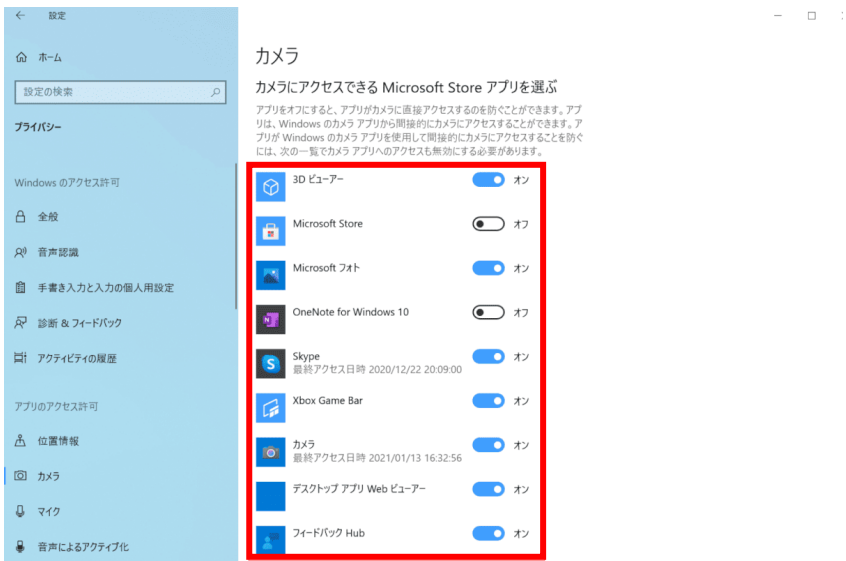 設定
ホーム
設定の検索
プライバシー
Windows のアクセス許可
全般
音声認識
手書き入力と入力の個人用設定
診断 & フィードバック
アクティビティの履歴
アプリのアクセス許可
位置情報
カメラ
マイク
音声によるアクティブ化
カメラ
カメラにアクセスできる Microsoft Store アプリを選ぶ
アプリをオフにすると、アプリがカメラに直接アクセスするのを防ぐことができます。アプ
リは、Windows のカメラ アプリから間接的にカメラにアクセスすることができます。ア
プリが Windows のカメラ アプリを使用して間接的にカメラにアクセスすることを防ぐ
には、次の一覧でカメラ アプリへのアクセスも無効にする必要があります。
3D ビューアー オン
Microsoft Store オフ
Microsoft フォト オン
OneNote for Windows 10 オフ
Skype オン
最終アクセス日時 2020/12/22 20:09:00
Xbox Game Bar オン
カメラ オン
最終アクセス日時 2021/01/13 16:32:56
デスクトップ アプリ Web ビューアー オン
フィードバック Hub オン